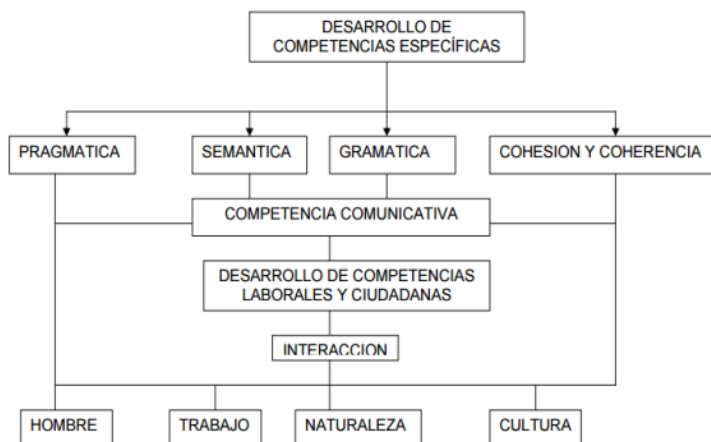 DESARROLLO DE
COMPETENCIAS ESPECÍFICAS
PRAGMATICA
SEMANTICA
GRAMATICA
COHESION Y COHERENCIA
COMPETENCIA COMUNICATIVA
DESARROLLO DE COMPETENCIAS
LABORALES Y CIUDADANAS
INTERACCION
HOMBRE
TRABAJO
NATURALEZA
CULTURA